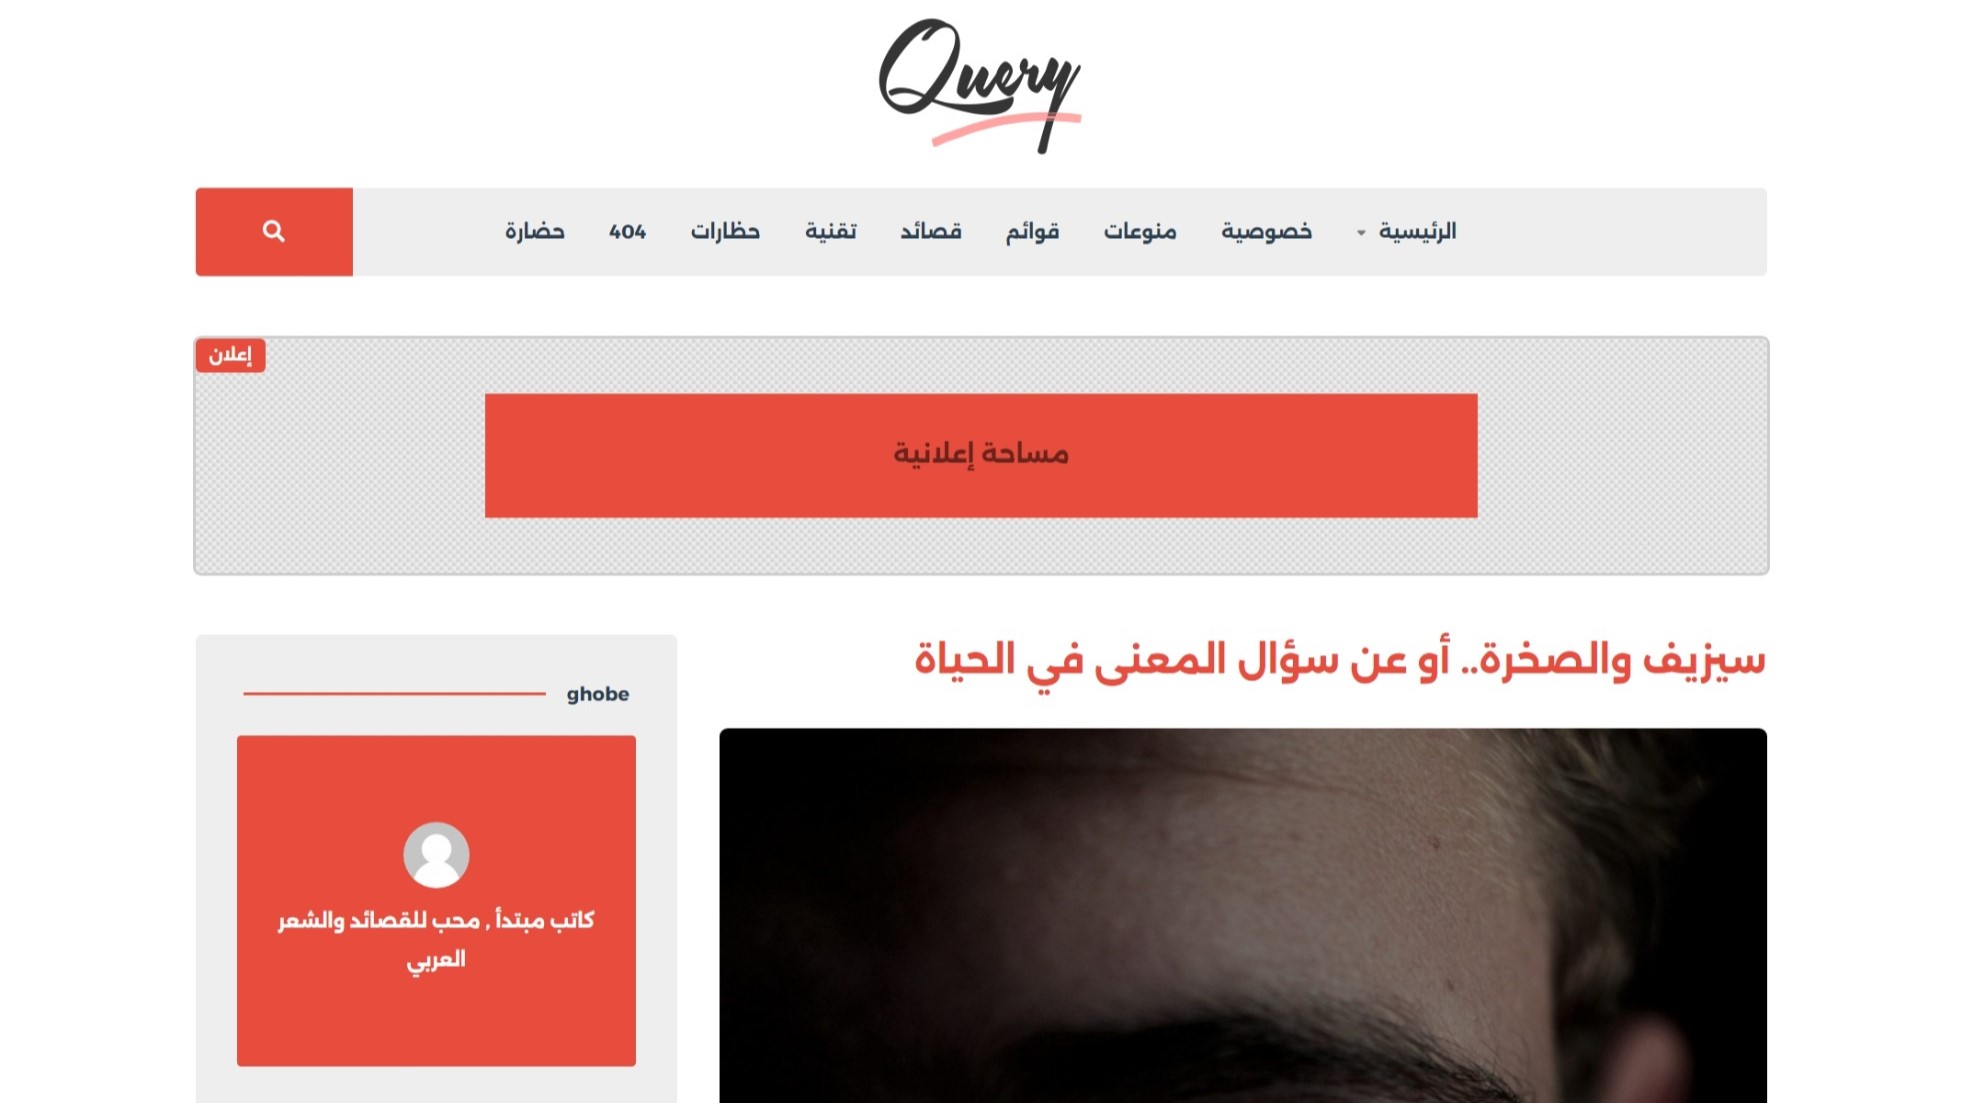 Query
الرئيسية خصوصية منوعات قوائم قصائد تقنية حظارات 404 حضارة
إعلان
مساحة إعلانية
سيزيف والصخرة.. أو عن سؤال المعنى في الحياة
ghobe
كاتب مبتدأ , محب للقصائد والشعر
العربي